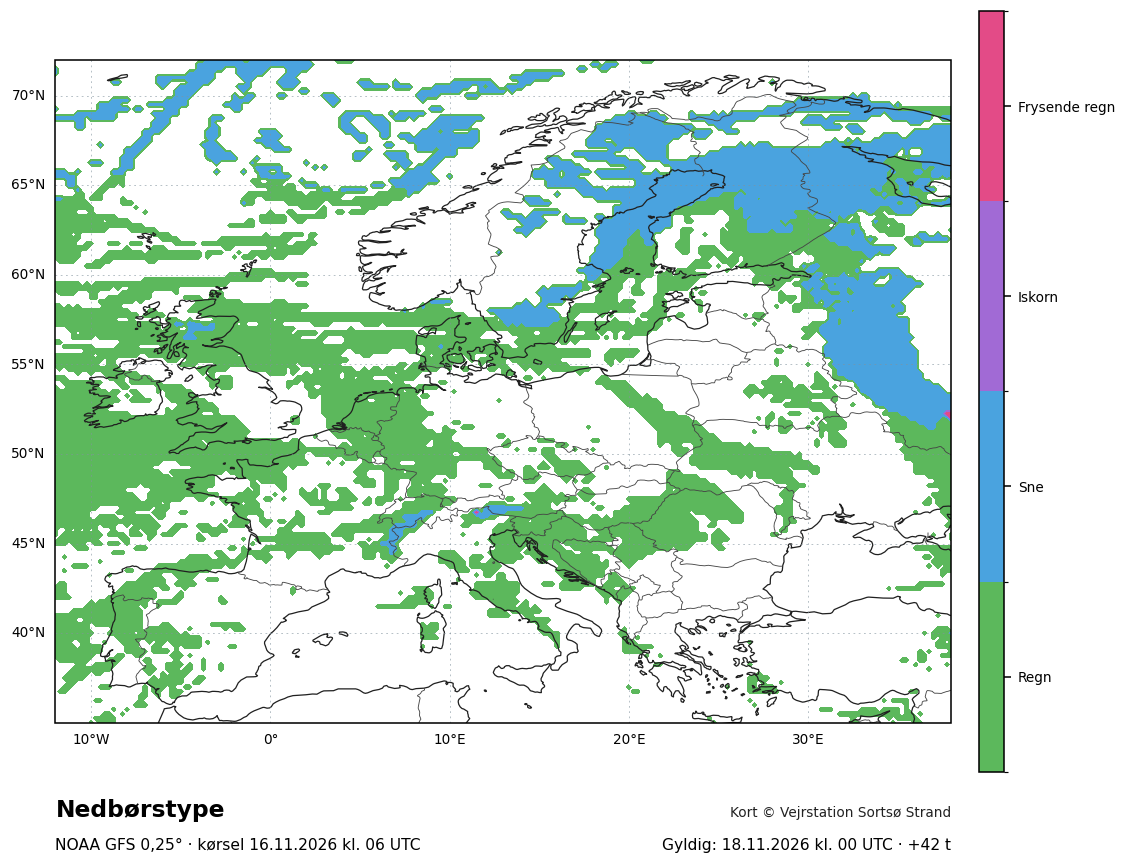 70°N
65°N
60°N
55°N
50°N
45°N
40°N
10°W
0°
10°E
20°E
30°E
Frysende regn
Iskorn
Sne
Regn
Nedbørstype
Kort © Vejrstation Sortsø Strand
NOAA GFS 0,25° · kørsel 16.11.2026 kl. 06 UTC
Gyldig: 18.11.2026 kl. 00 UTC · +42 t